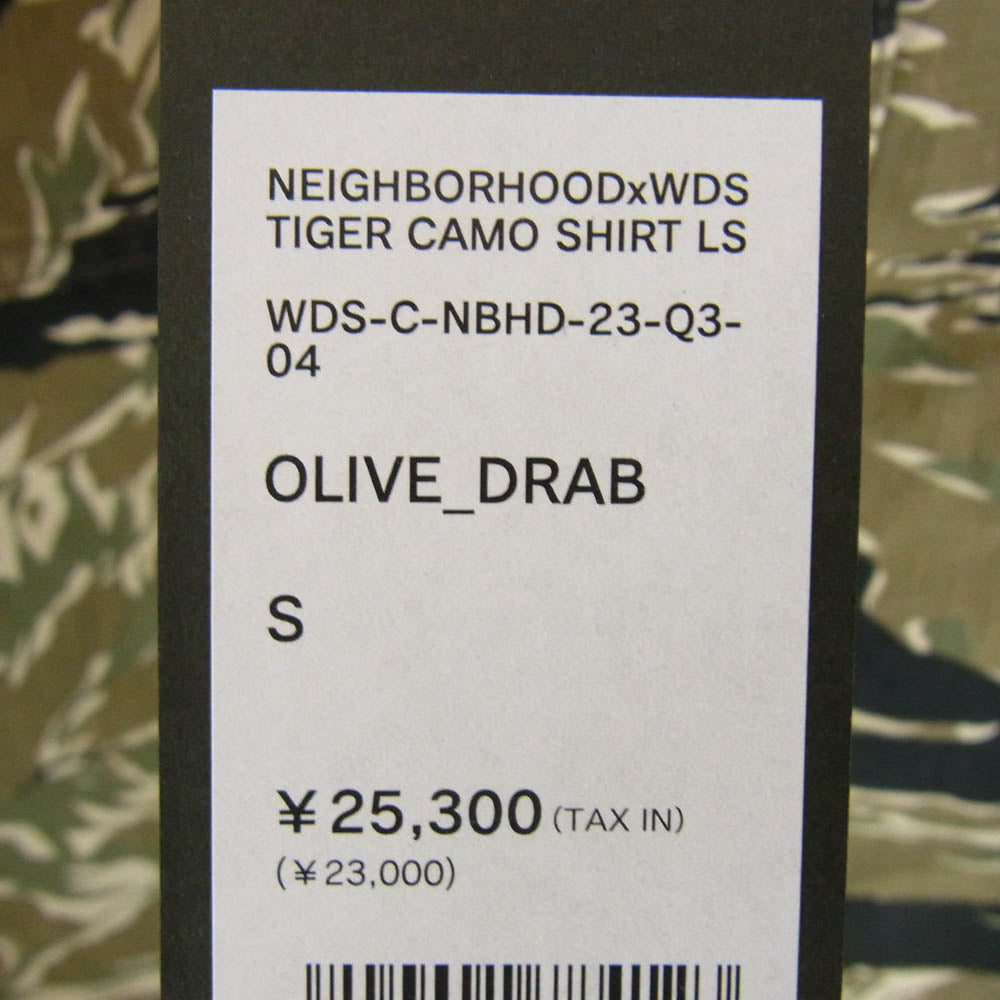 NEIGHBORHOODxWDS
TIGER CAMO SHIRT LS
WDS-C-NBHD-23-Q3-
04
OLIVE_DRAB
S
¥25,300 (TAX IN)
(¥23,000)